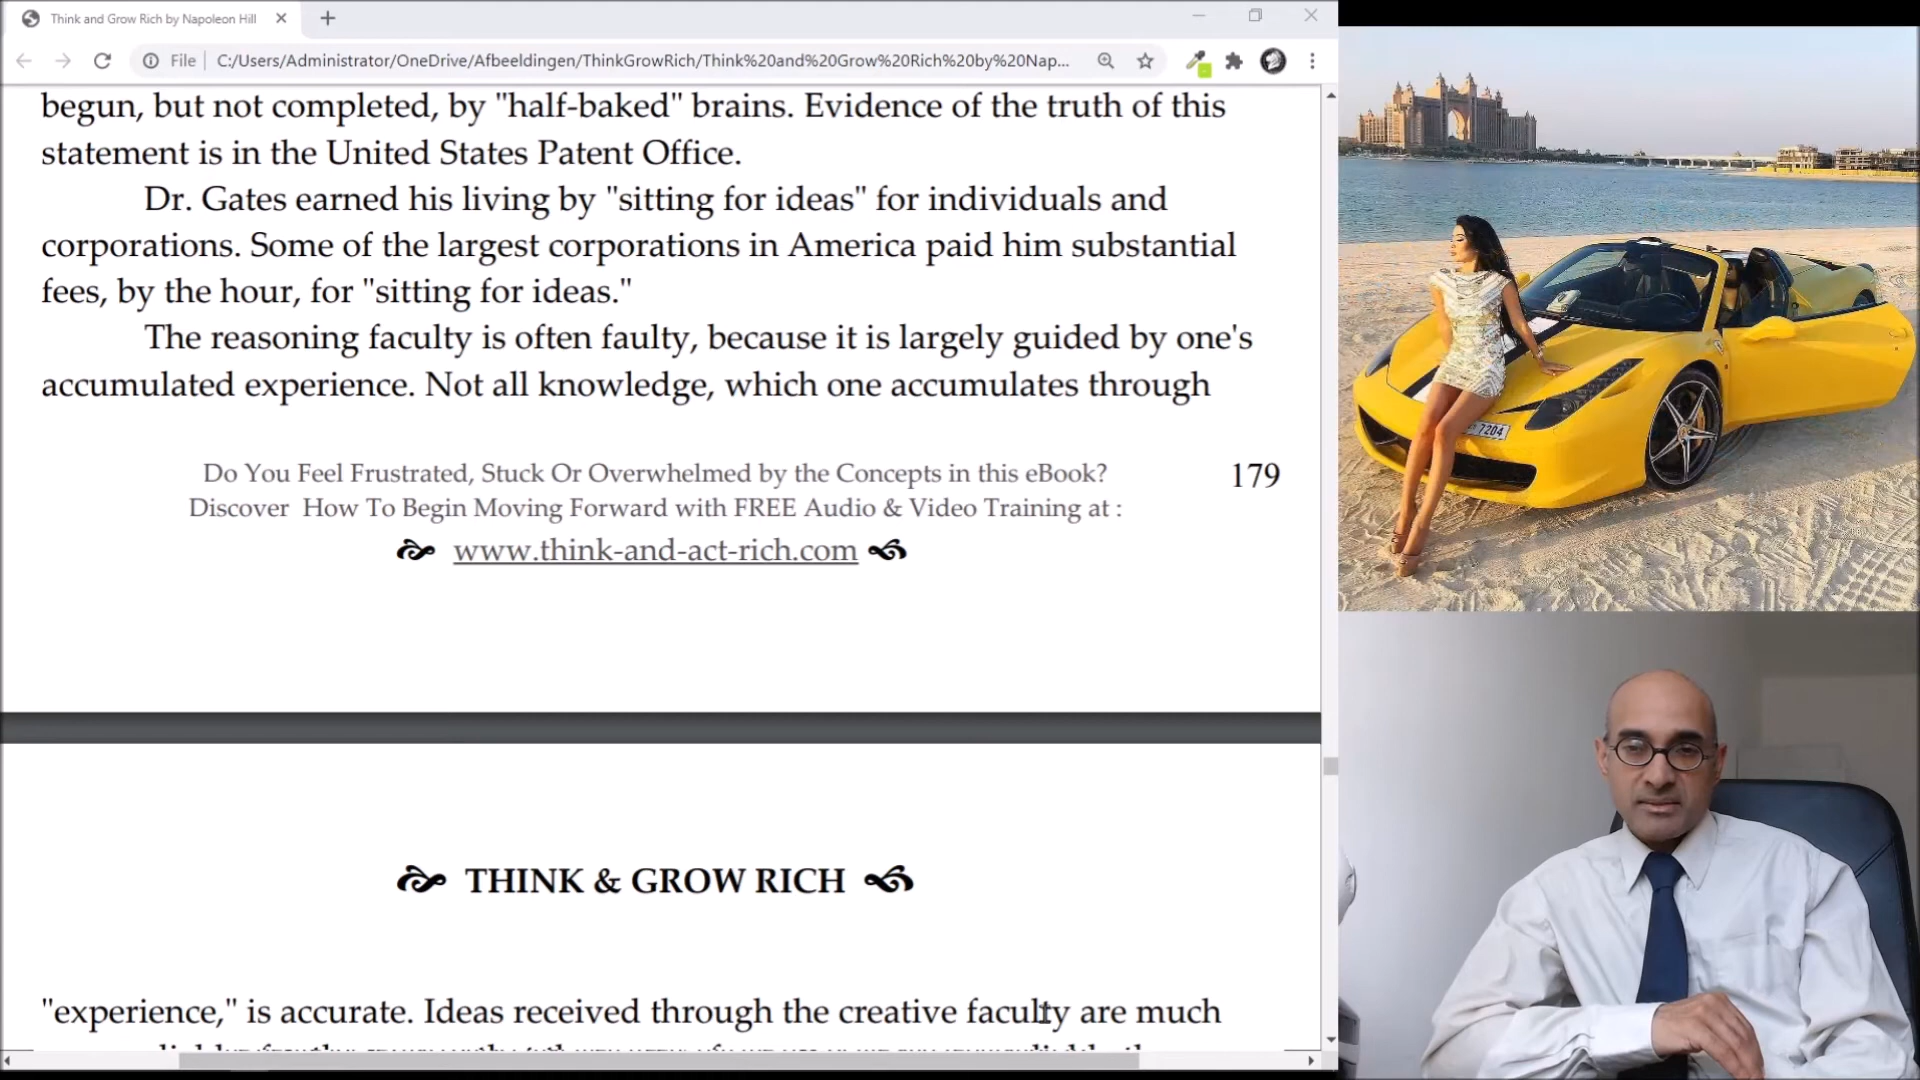 Think and Grow Rich by Napoleon Hill
File
C:/Users/Administrator/OneDrive/Afbeeldingen/ThinkGrowRich/Think%20and%20Grow%20Rich%20by%20Nap...
begun, but not completed, by "half-baked" brains. Evidence of the truth of this
statement is in the United States Patent Office.
Dr. Gates earned his living by "sitting for ideas" for individuals and
corporations. Some of the largest corporations in America paid him substantial
fees, by the hour, for "sitting for ideas."
The reasoning faculty is often faulty, because it is largely guided by one's
accumulated experience. Not all knowledge, which one accumulates through
Do You Feel Frustrated, Stuck Or Overwhelmed by the Concepts in this eBook?
179
Discover How To Begin Moving Forward with FREE Audio & Video Training at :
www.think-and-act-rich.com
THINK & GROW RICH
"experience," is accurate. Ideas received through the creative faculty are much
7204